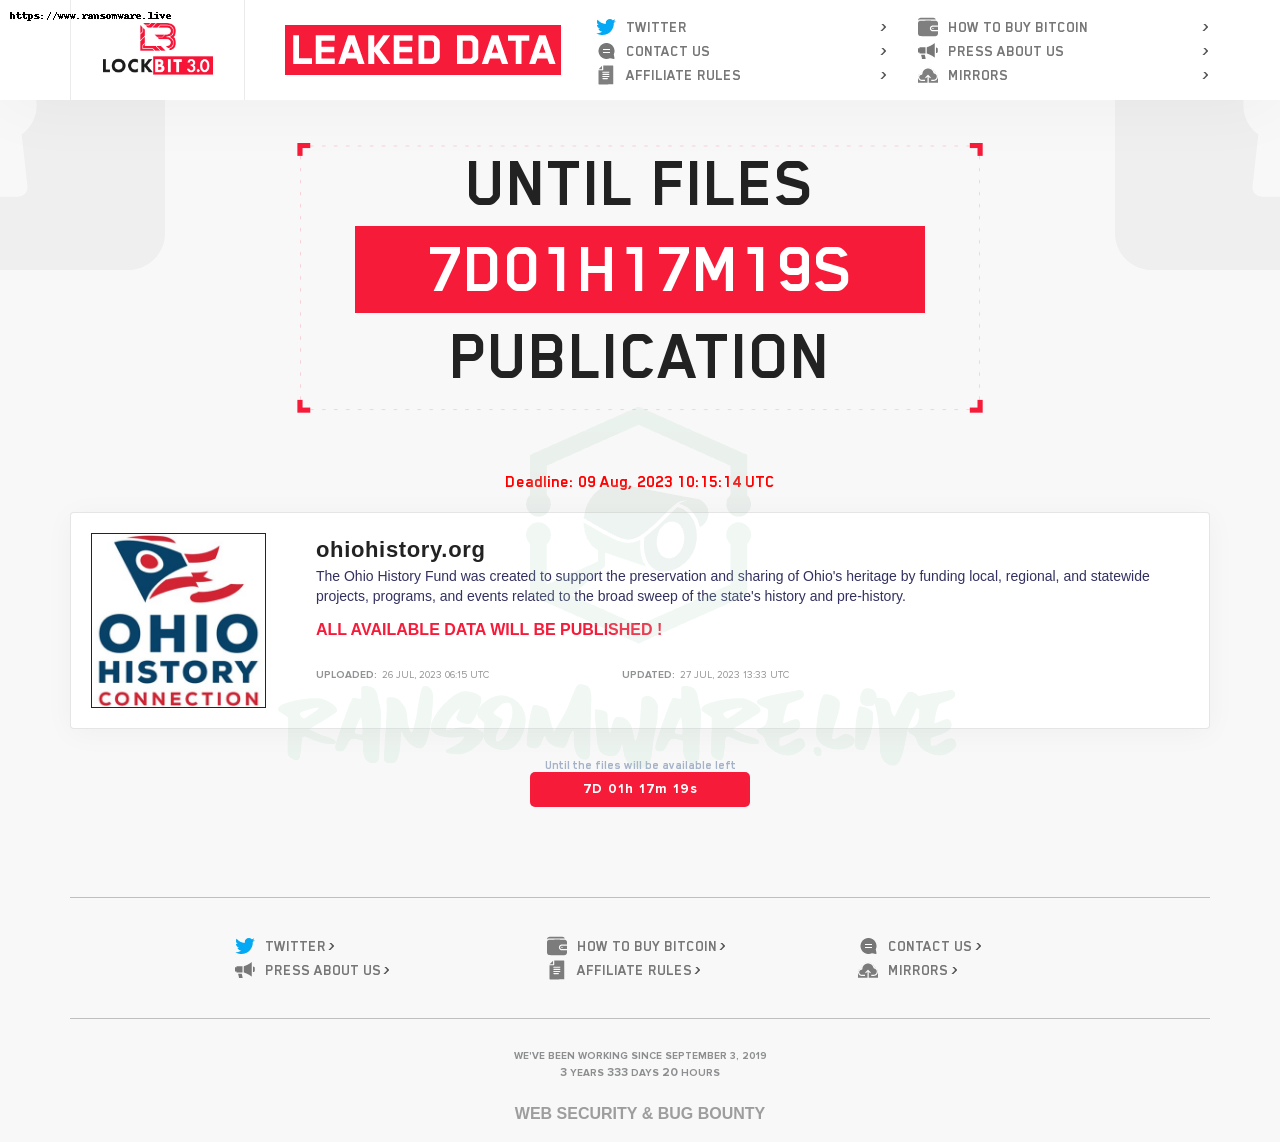 https://www.ransomware.live
LOCKBIT 3.0
LEAKED DATA
TWITTER
CONTACT US
AFFILIATE RULES
HOW TO BUY BITCOIN
PRESS ABOUT US
MIRRORS
UNTIL FILES
7D01H17M19S
PUBLICATION
Deadline: 09 Aug, 2023 10:15:14 UTC
OHIO
HISTORY
CONNECTION
ohiohistory.org
The Ohio History Fund was created to support the preservation and sharing of Ohio's heritage by funding local, regional, and statewide
projects, programs, and events related to the broad sweep of the state's history and pre-history.
ALL AVAILABLE DATA WILL BE PUBLISHED !
UPLOADED: 26 JUL, 2023 06:15 UTC
UPDATED: 27 JUL, 2023 13:33 UTC
RANSOMWARE.LIVE
Until the files will be available left
7D 01h 17m 19s
TWITTER
PRESS ABOUT US
HOW TO BUY BITCOIN
AFFILIATE RULES
CONTACT US
MIRRORS
WE'VE BEEN WORKING SINCE SEPTEMBER 3, 2019
3 YEARS 333 DAYS 20 HOURS
WEB SECURITY & BUG BOUNTY